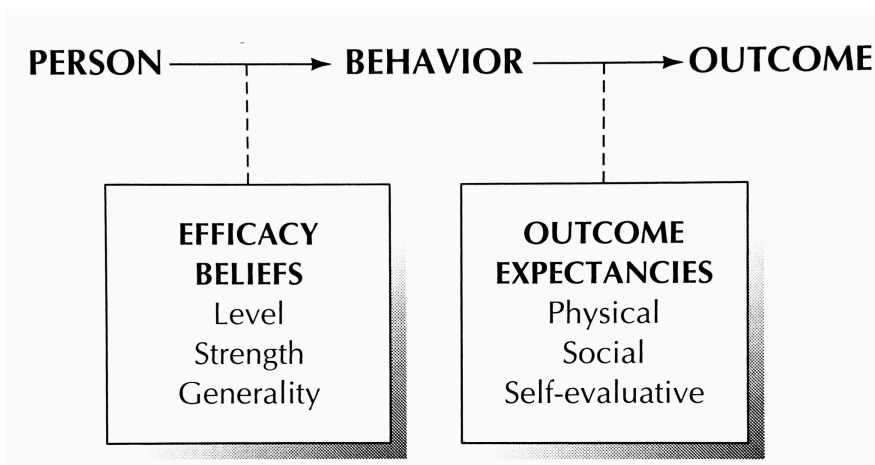 PERSON BEHAVIOR OUTCOME
EFFICACY
BELIEFS
Level
Strength
Generality
OUTCOME
EXPECTANCIES
Physical
Social
Self-evaluative